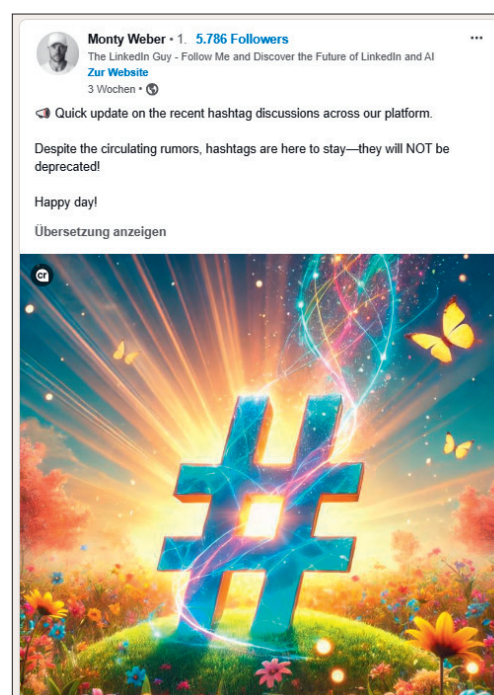 Monty Weber • 1. 5.786 Followers
The LinkedIn Guy - Follow Me and Discover the Future of LinkedIn and AI
Zur Website
3 Wochen •
📣 Quick update on the recent hashtag discussions across our platform.
Despite the circulating rumors, hashtags are here to stay—they will NOT be
deprecated!
Happy day!
Übersetzung anzeigen
cr
#